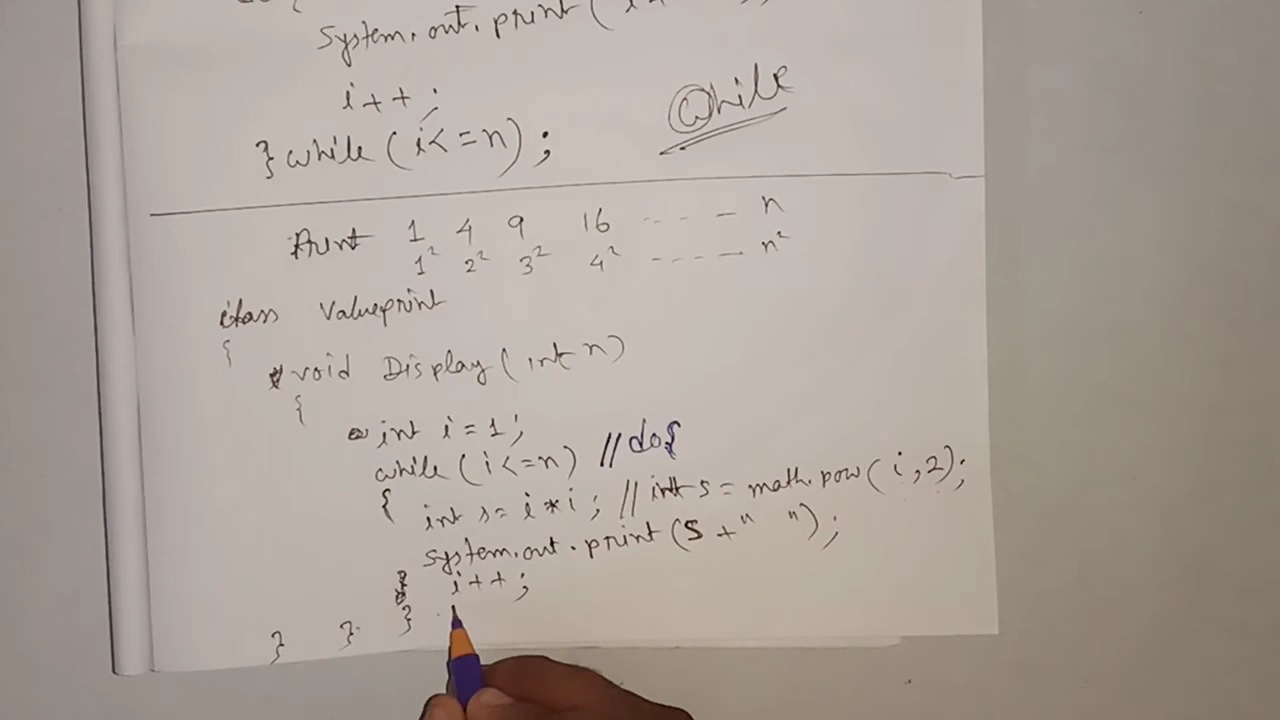 system.out.print(
i++;
}while(i<=n);
while
Print 1 4 9 16 ---- n
1² 2² 3² 4² ----- n²
class Valueprint
{
void Display(int n)
{
int i=1;
while(i<=n) //do{
{ int s=i*i; //int s=math.pow(i,2);
system.out.print(s+" ");
i++;
} } }